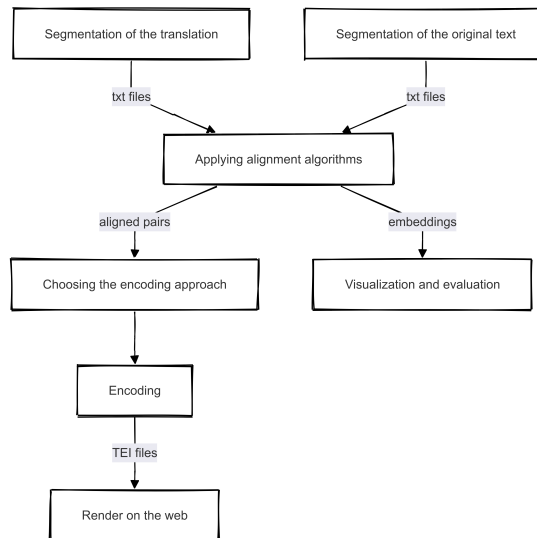 Segmentation of the translation
Segmentation of the original text
txt files
txt files
Applying alignment algorithms
aligned pairs
embeddings
Choosing the encoding approach
Visualization and evaluation
Encoding
TEI files
Render on the web